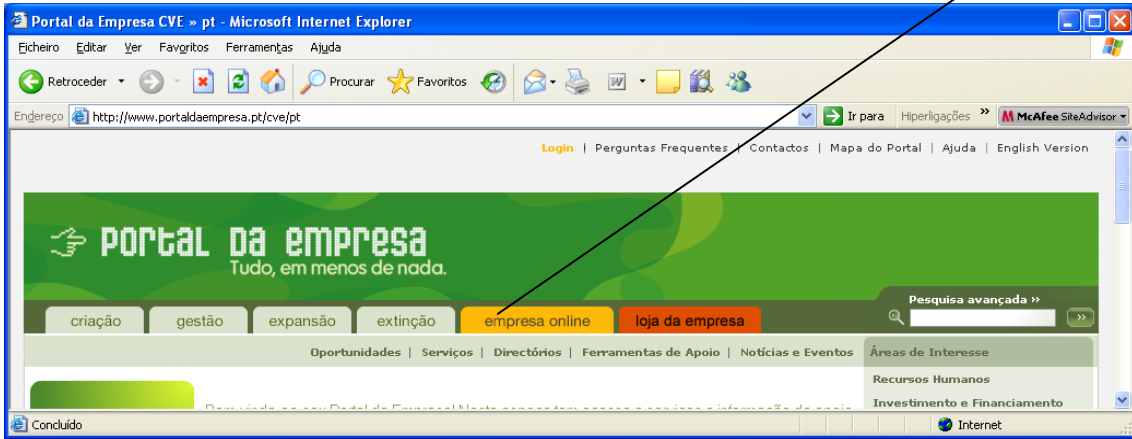 Portal da Empresa CVE » pt - Microsoft Internet Explorer
Ficheiro Editar Ver Favoritos Ferramentas Ajuda
Retroceder Procurar Favoritos
Endereço http://www.portaldaempresa.pt/cve/pt Ir para Hiperligações » McAfee SiteAdvisor
Login | Perguntas Frequentes | Contactos | Mapa do Portal | Ajuda | English Version
portal da empresa
Tudo, em menos de nada.
Pesquisa avançada »
criação gestão expansão extinção empresa online loja da empresa
Oportunidades | Serviços | Directórios | Ferramentas de Apoio | Notícias e Eventos
Áreas de Interesse
Recursos Humanos
Investimento e Financiamento
Concluído Internet